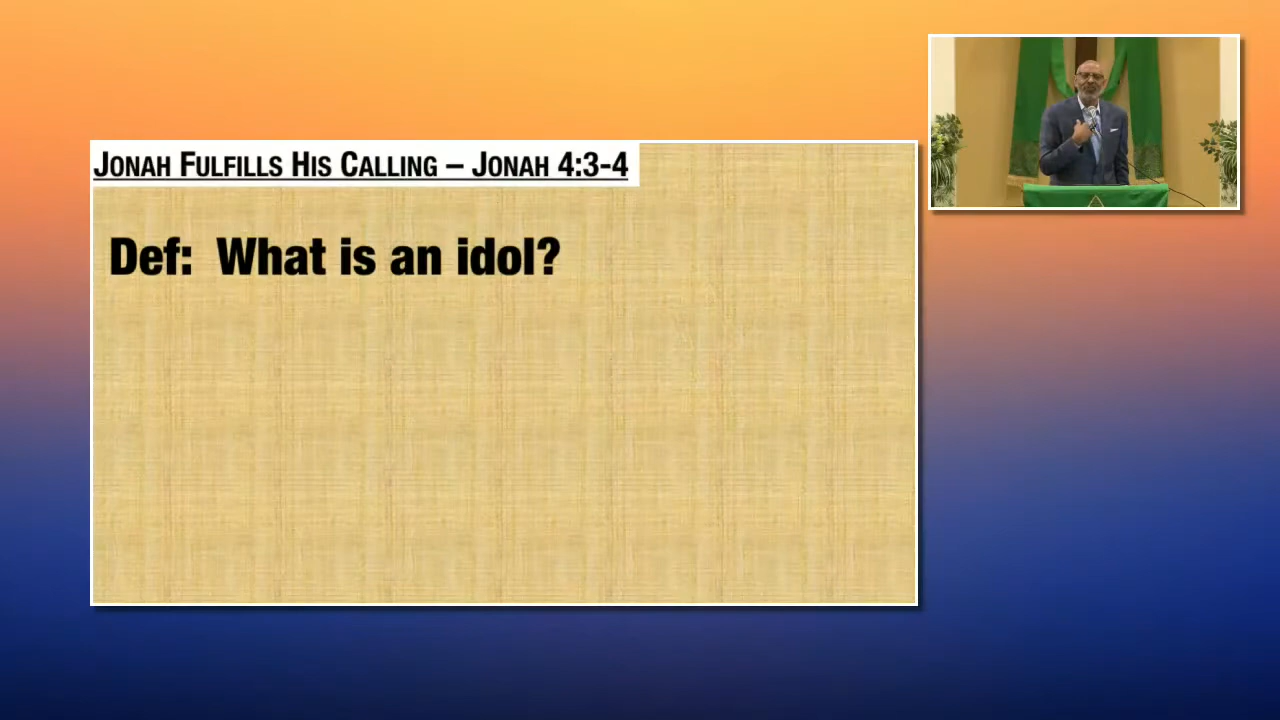 Jonah Fulfills His Calling – Jonah 4:3-4
Def: What is an idol?